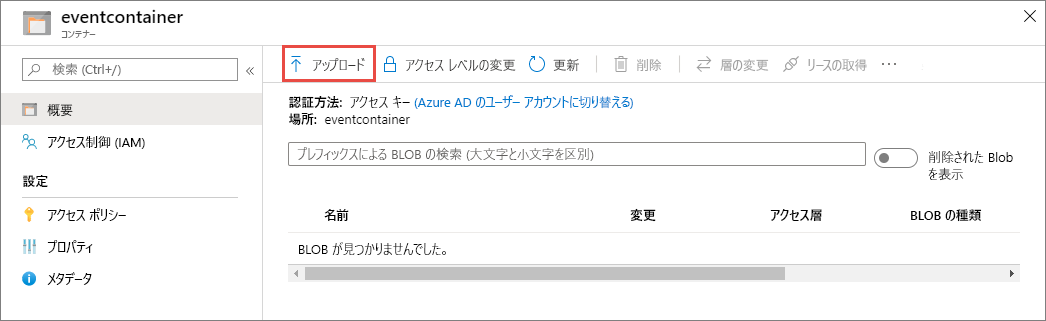 eventcontainer
コンテナー
検索 (Ctrl+/)
«
概要
アクセス制御 (IAM)
設定
アクセス ポリシー
プロパティ
メタデータ
アップロード アクセス レベルの変更 更新 削除 層の変更 リースの取得 ...
認証方法: アクセス キー (Azure AD のユーザー アカウントに切り替える)
場所: eventcontainer
プレフィックスによる BLOB の検索 (大文字と小文字を区別)
削除された Blob
を表示
名前 変更 アクセス層 BLOB の種類
BLOB が見つかりませんでした。